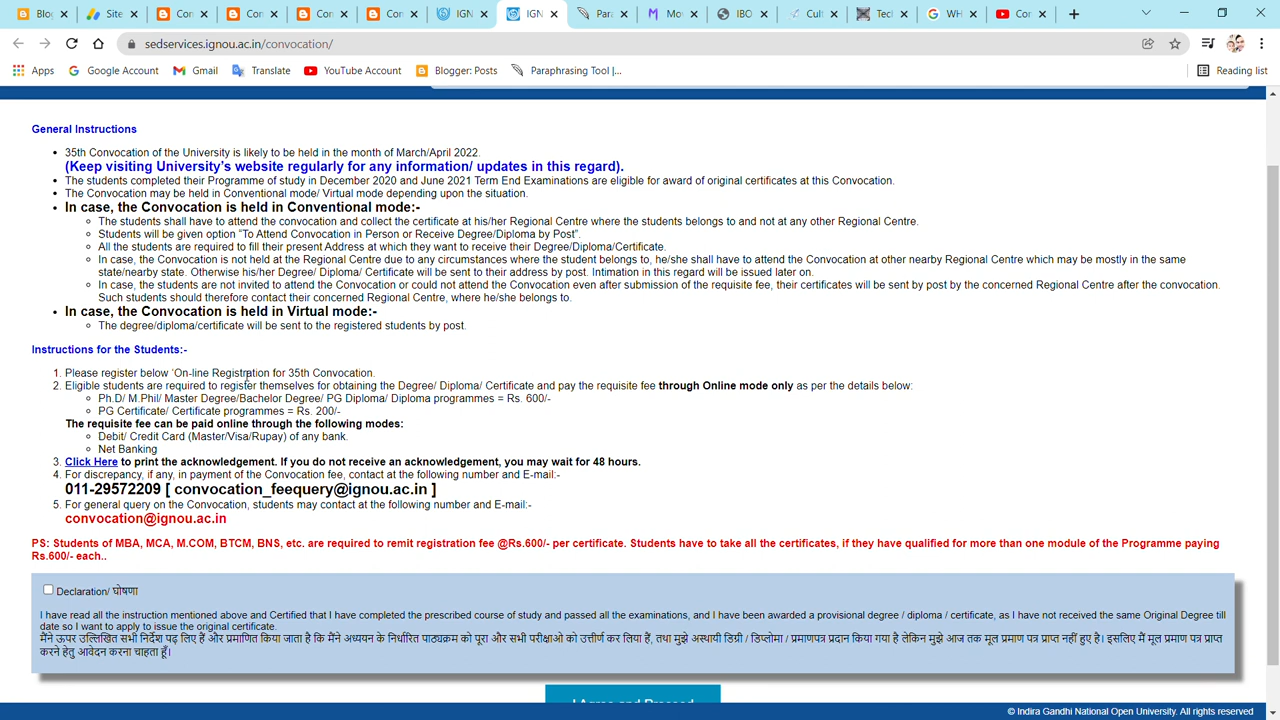 Blog
Site
Con
Con
Con
Con
IGN
IGN
Para
Mov
IBO
Cult
Tech
WH
Con
sedservices.ignou.ac.in/convocation/
Apps
Google Account
Gmail
Translate
YouTube Account
Blogger: Posts
Paraphrasing Tool |...
Reading list
General Instructions
35th Convocation of the University is likely to be held in the month of March/April 2022.
(Keep visiting University's website regularly for any information/ updates in this regard).
The students completed their Programme of study in December 2020 and June 2021 Term End Examinations are eligible for award of original certificates at this Convocation.
The Convocation may be held in Conventional mode/ Virtual mode depending upon the situation.
In case, the Convocation is held in Conventional mode:-
The students shall have to attend the convocation and collect the certificate at his/her Regional Centre where the students belongs to and not at any other Regional Centre.
Students will be given option "To Attend Convocation in Person or Receive Degree/Diploma by Post".
All the students are required to fill their present Address at which they want to receive their Degree/Diploma/Certificate.
In case, the Convocation is not held at the Regional Centre due to any circumstances where the student belongs to, he/she shall have to attend the Convocation at other nearby Regional Centre which may be mostly in the same
state/nearby state. Otherwise his/her Degree/ Diploma/ Certificate will be sent to their address by post. Intimation in this regard will be issued later on.
In case, the students are not invited to attend the Convocation or could not attend the Convocation even after submission of the requisite fee, their certificates will be sent by post by the concerned Regional Centre after the convocation.
Such students should therefore contact their concerned Regional Centre, where he/she belongs to.
In case, the Convocation is held in Virtual mode:-
The degree/diploma/certificate will be sent to the registered students by post.
Instructions for the Students:-
1. Please register below 'On-line Registration for 35th Convocation.
2. Eligible students are required to register themselves for obtaining the Degree/ Diploma/ Certificate and pay the requisite fee through Online mode only as per the details below:
Ph.D/ M.Phil/ Master Degree/Bachelor Degree/ PG Diploma/ Diploma programmes = Rs. 600/-
PG Certificate/ Certificate programmes = Rs. 200/-
The requisite fee can be paid online through the following modes:
Debit/ Credit Card (Master/Visa/Rupay) of any bank.
Net Banking
3. Click Here to print the acknowledgement. If you do not receive an acknowledgement, you may wait for 48 hours.
4. For discrepancy, if any, in payment of the Convocation fee, contact at the following number and E-mail:-
011-29572209 [ convocation_feequery@ignou.ac.in ]
5. For general query on the Convocation, students may contact at the following number and E-mail:-
convocation@ignou.ac.in
PS: Students of MBA, MCA, M.COM, BTCM, BNS, etc. are required to remit registration fee @Rs.600/- per certificate. Students have to take all the certificates, if they have qualified for more than one module of the Programme paying
Rs.600/- each..
Declaration/ घोषणा
I have read all the instruction mentioned above and Certified that I have completed the prescribed course of study and passed all the examinations, and I have been awarded a provisional degree / diploma / certificate, as I have not received the same Original Degree till
date so I want to apply to issue the original certificate.
मैंने ऊपर उल्लिखित सभी निर्देश पढ़ लिए हैं और प्रमाणित किया जाता है कि मैंने अध्ययन के निर्धारित पाठ्यक्रम को पूरा और सभी परीक्षाओ को उत्तीर्ण कर लिया हैं, तथा मुझे अस्थायी डिग्री / डिप्लोमा / प्रमाणपत्र प्रदान किया गया है लेकिन मुझे आज तक मूल प्रमाण पत्र प्राप्त नहीं हुए है। इसलिए मैं मूल प्रमाण पत्र प्राप्त
करने हेतु आवेदन करना चाहता हूँ।
I Agree and Proceed
© Indira Gandhi National Open University. All rights reserved